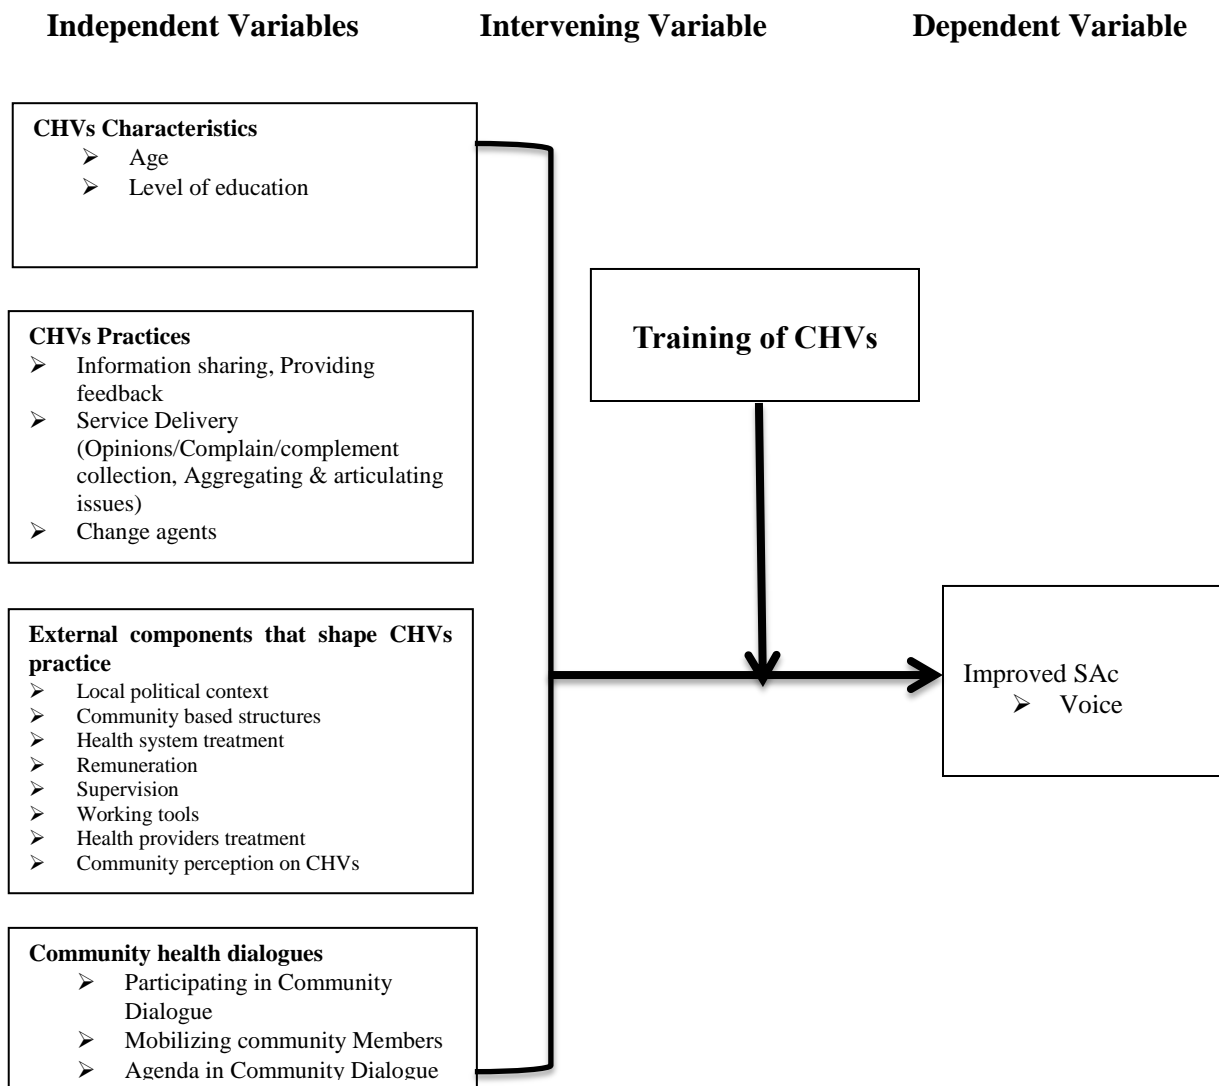 Independent Variables
Intervening Variable
Dependent Variable
CHVs Characteristics
➢ Age
➢ Level of education
CHVs Practices
➢ Information sharing, Providing
feedback
➢ Service Delivery
(Opinions/Complain/complement
collection, Aggregating & articulating
issues)
➢ Change agents
External components that shape CHVs
practice
➢ Local political context
➢ Community based structures
➢ Health system treatment
➢ Remuneration
➢ Supervision
➢ Working tools
➢ Health providers treatment
➢ Community perception on CHVs
Community health dialogues
➢ Participating in Community
Dialogue
➢ Mobilizing community Members
➢ Agenda in Community Dialogue
Training of CHVs
Improved SAc
➢ Voice